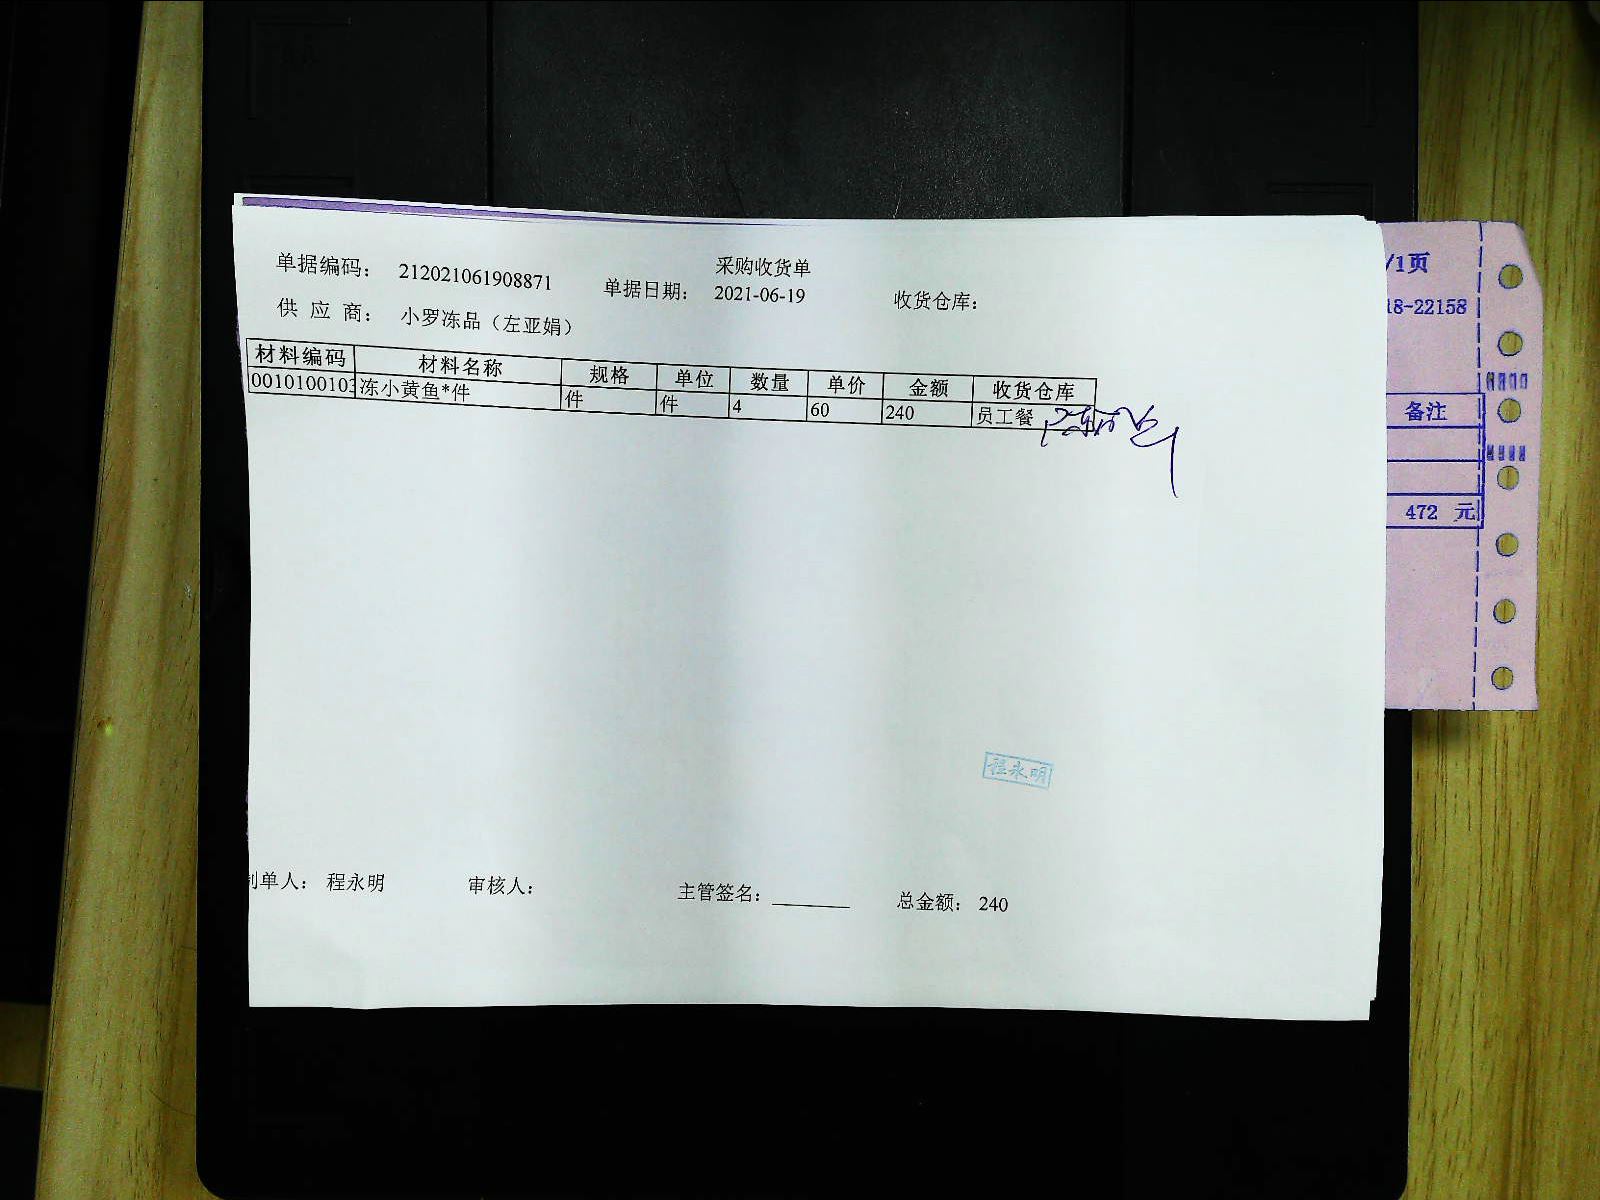 采购收货单
单据编码： 212021061908871 单据日期： 2021-06-19 收货仓库：
供 应 商： 小罗冻品（左亚娟）
材料编码 材料名称 规格 单位 数量 单价 金额 收货仓库
0010100103 冻小黄鱼*件 件 件 4 60 240 员工餐
程永明
制单人： 程永明 审核人： 主管签名：________ 总金额： 240
/1页
18-22158
备注
472 元